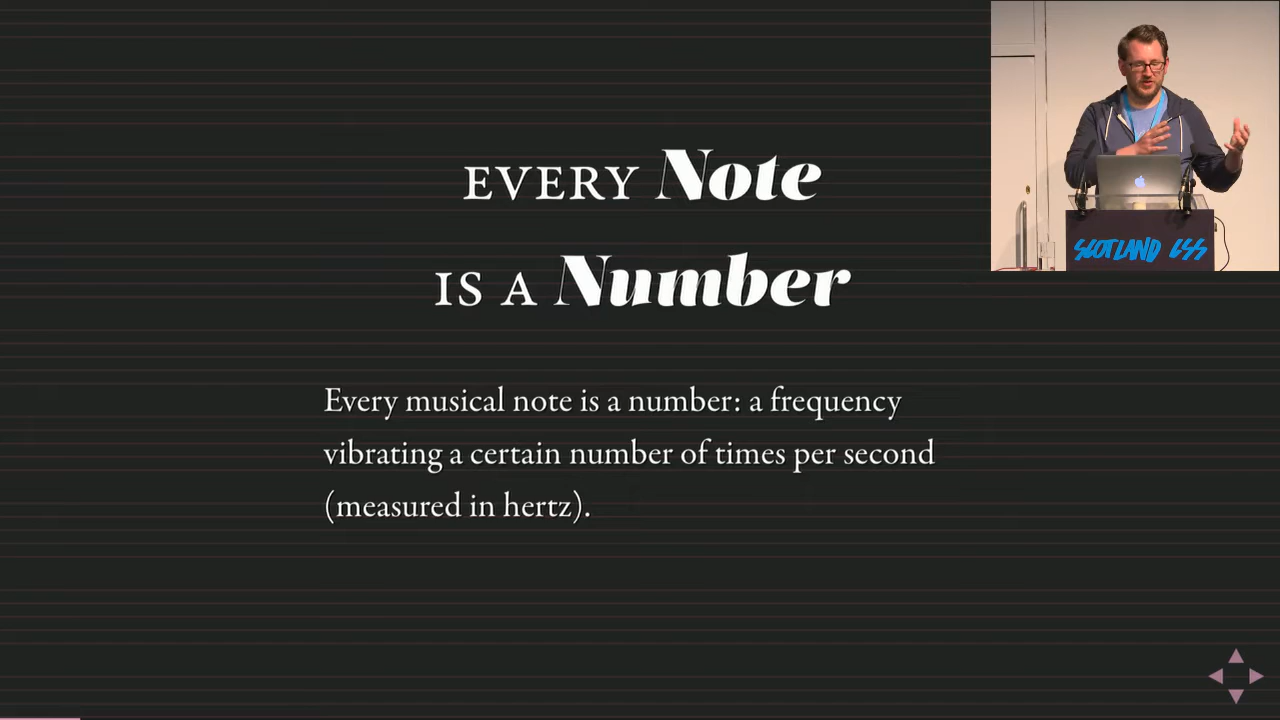 EVERY Note
IS A Number
Every musical note is a number: a frequency
vibrating a certain number of times per second
(measured in hertz).
SCOTLAND CSS